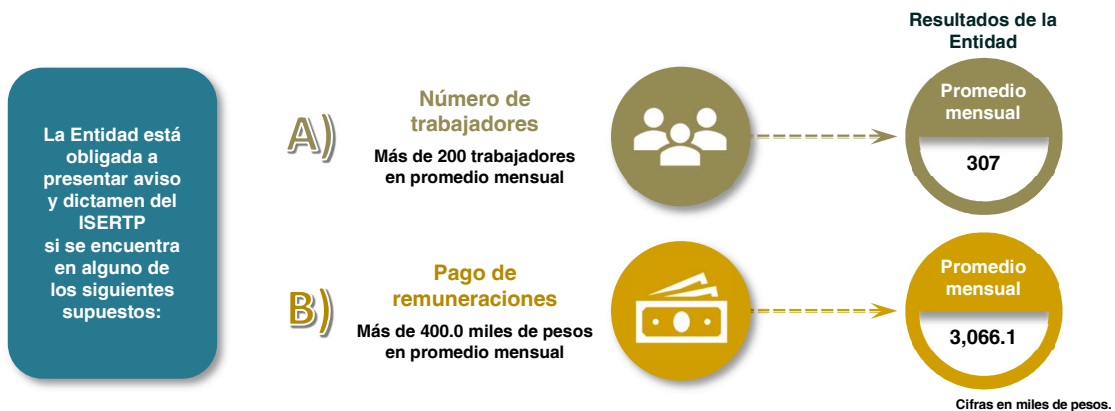 La Entidad está
obligada a
presentar aviso
y dictamen del
ISERTP
si se encuentra
en alguno de
los siguientes
supuestos:
A)
Número de
trabajadores
Más de 200 trabajadores
en promedio mensual
Resultados de la
Entidad
Promedio
mensual
307
B)
Pago de
remuneraciones
Más de 400.0 miles de pesos
en promedio mensual
Promedio
mensual
3,066.1
Cifras en miles de pesos.